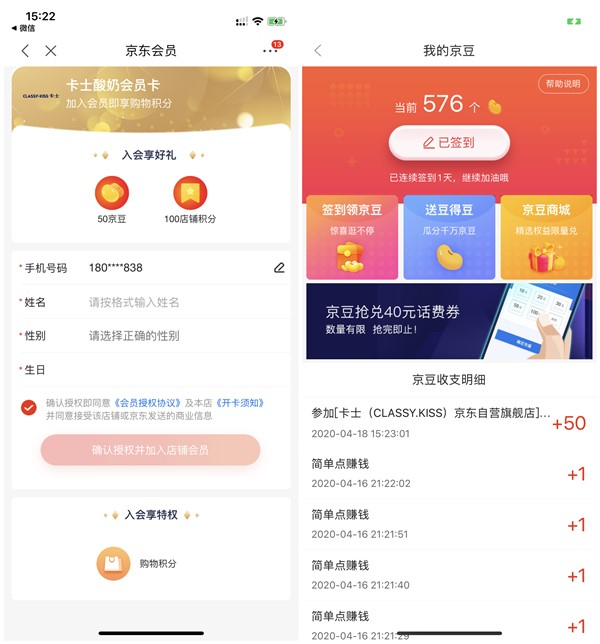 15:22
微信
京东会员
13
CLASSY·KISS 卡士
卡士酸奶会员卡
加入会员即享购物积分
入会享好礼
50京豆
100店铺积分
*手机号码
180****838
*姓名
请按格式输入姓名
*性别
请选择正确的性别
*生日
确认授权即同意《会员授权协议》及本店《开卡须知》
并同意接受该店铺或京东发送的商业信息
确认授权并加入店铺会员
入会享特权
购物积分
我的京豆
帮助说明
当前 576 个
已签到
已连续签到1天，继续加油哦
签到领京豆
惊喜逛不停
送豆得豆
瓜分千万京豆
京豆商城
精选权益限量兑
京豆抢兑40元话费券
数量有限 抢完即止！
京豆收支明细
参加[卡士（CLASSY.KISS）京东自营旗舰店]...
+50
2020-04-18 15:23:01
简单点赚钱
+1
2020-04-16 21:22:02
简单点赚钱
+1
2020-04-16 21:21:51
简单点赚钱
+1
2020-04-16 21:21:40
简单点赚钱
+1
2020-04-16 21:21:29